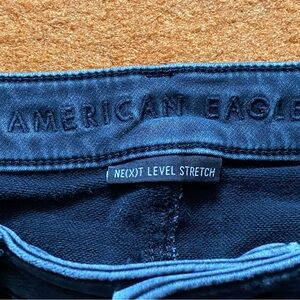 AMERICAN EAGLE
NE(X)T LEVEL STRETCH